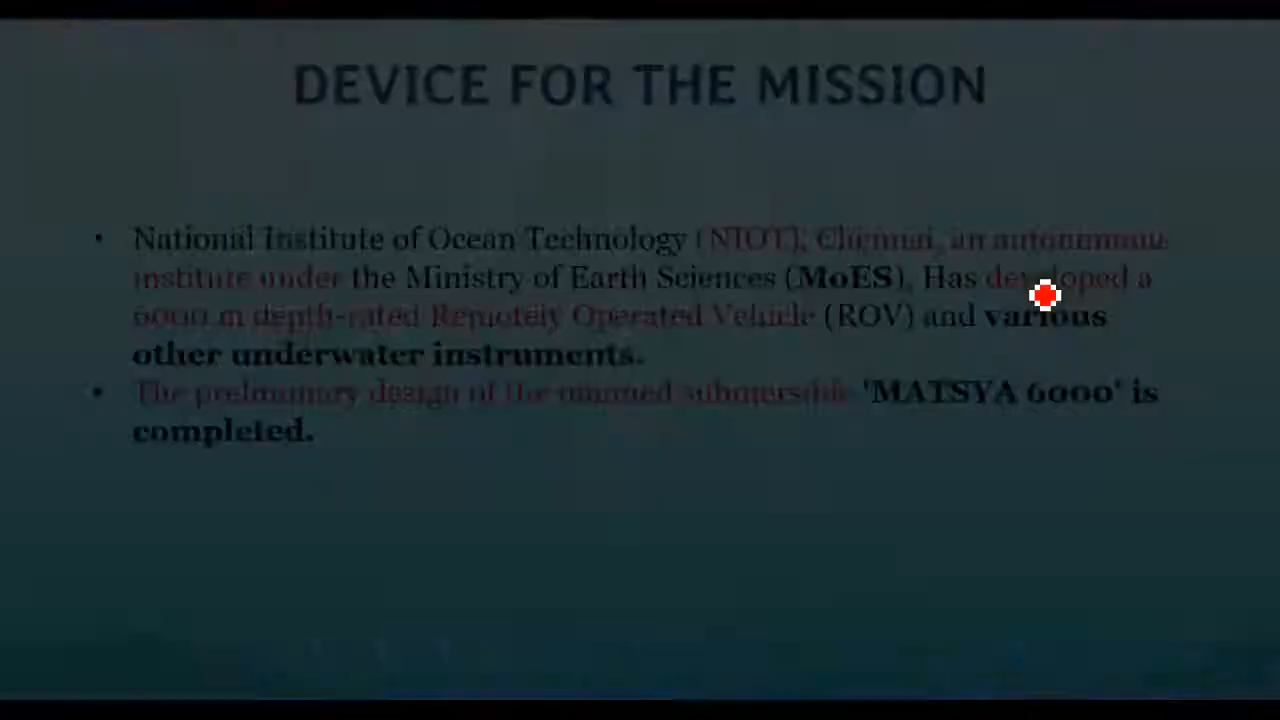 DEVICE FOR THE MISSION
• National Institute of Ocean Technology (NIOT), Chennai, an autonomous
institute under the Ministry of Earth Sciences (MoES), Has developed a
6000 m depth-rated Remotely Operated Vehicle (ROV) and various
other underwater instruments.
• The preliminary design of the manned submersible 'MATSYA 6000' is
completed.